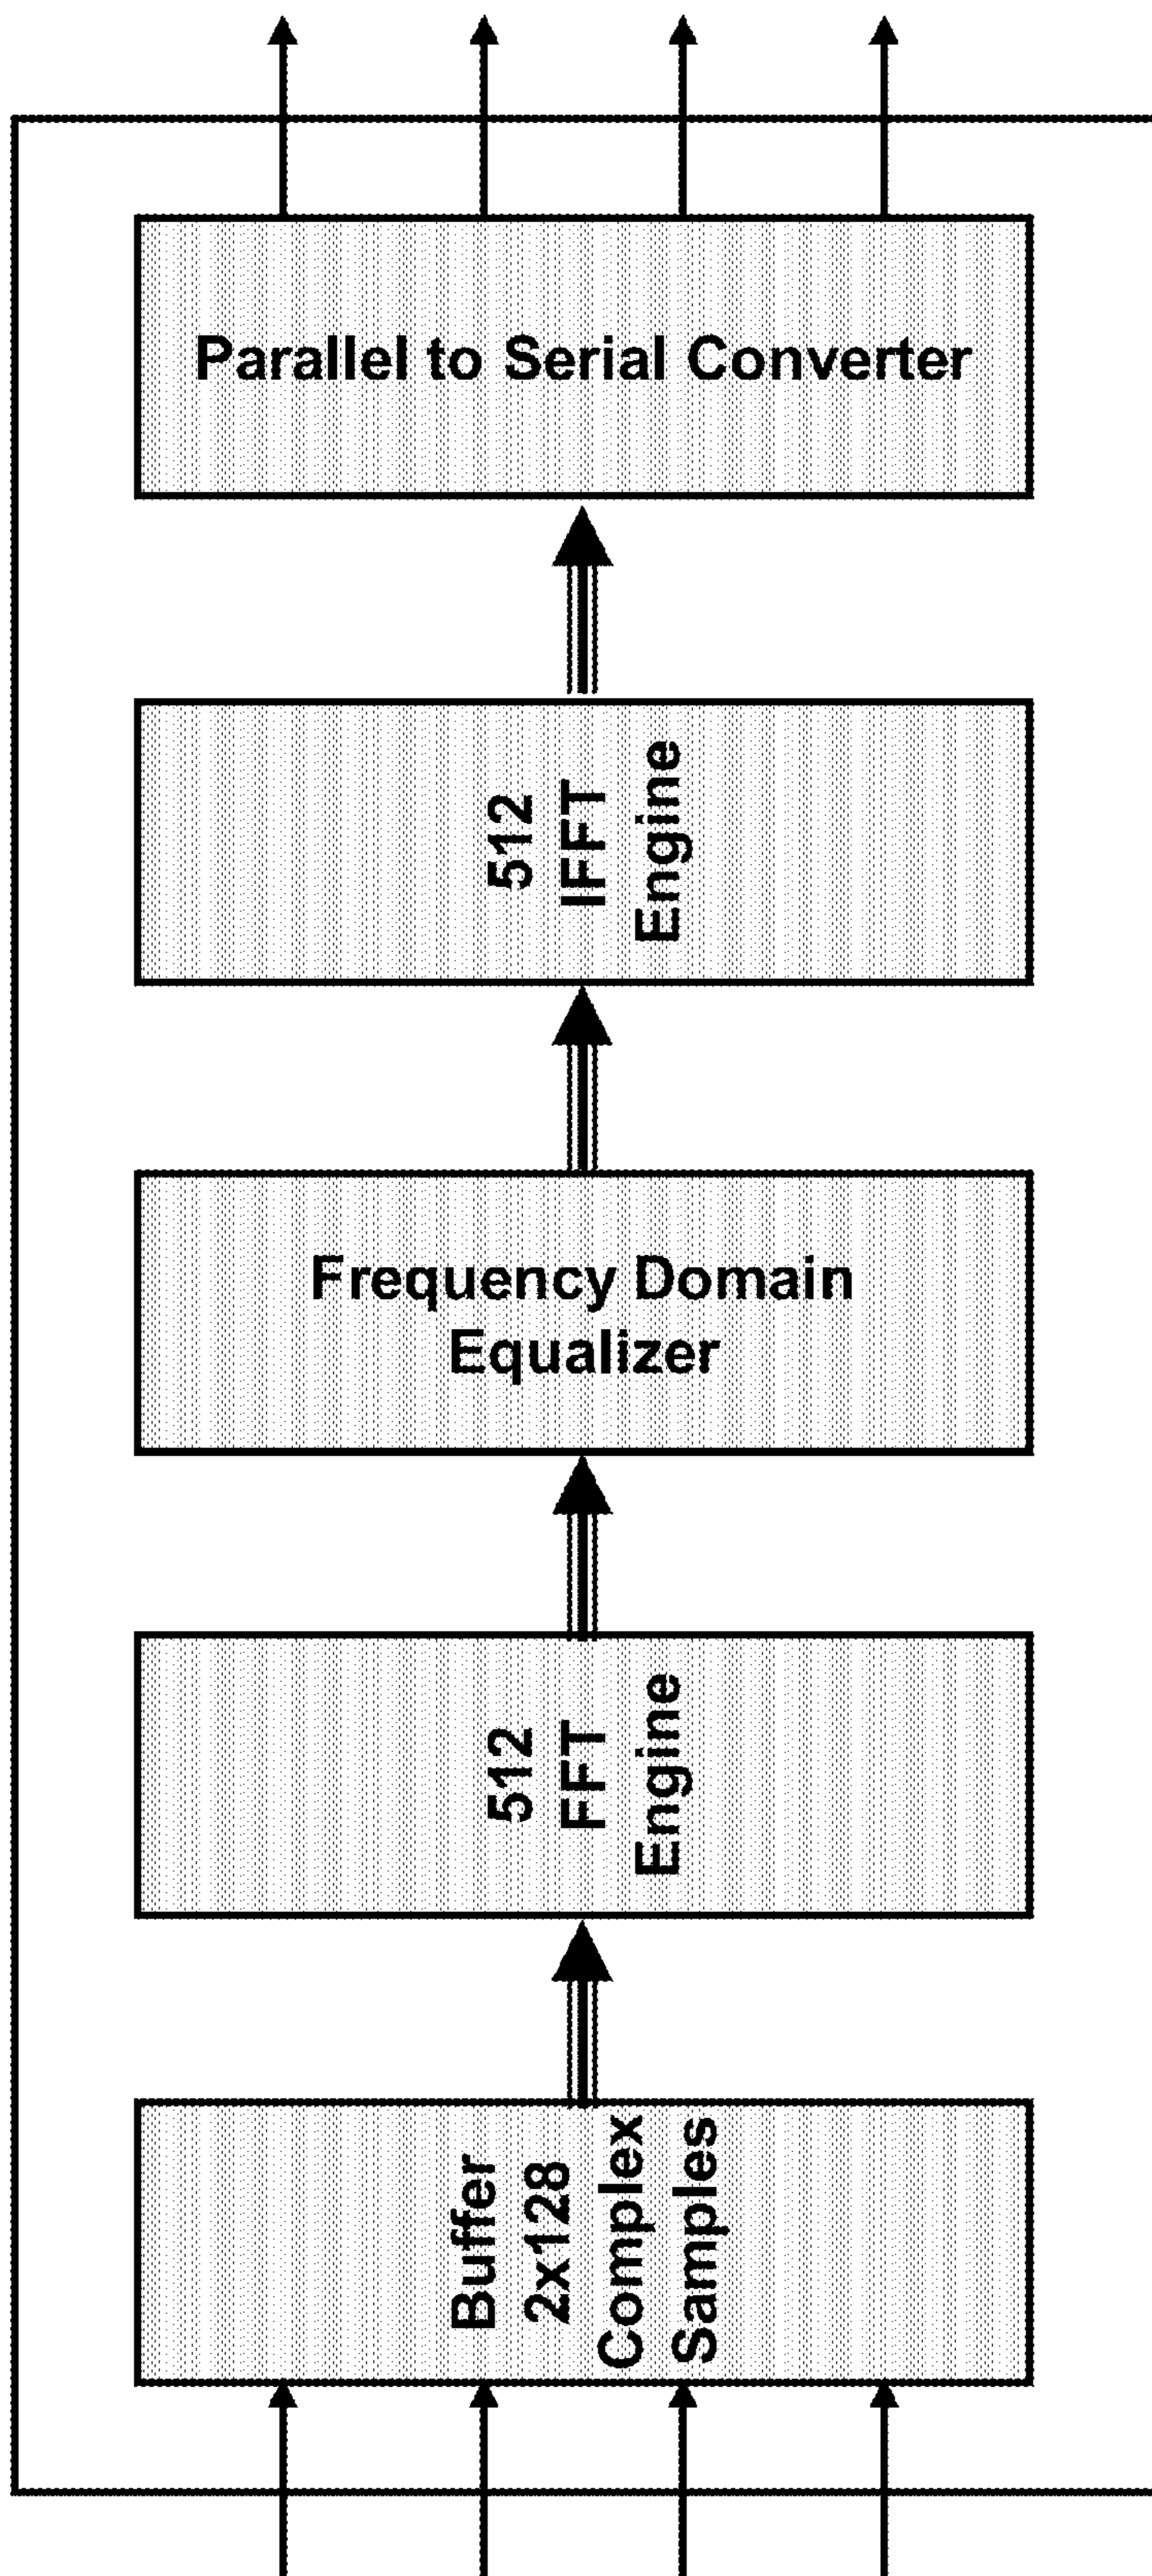 Parallel to Serial Converter
512
IFFT
Engine
Frequency Domain
Equalizer
512
FFT
Engine
Buffer
2x128
Complex
Samples